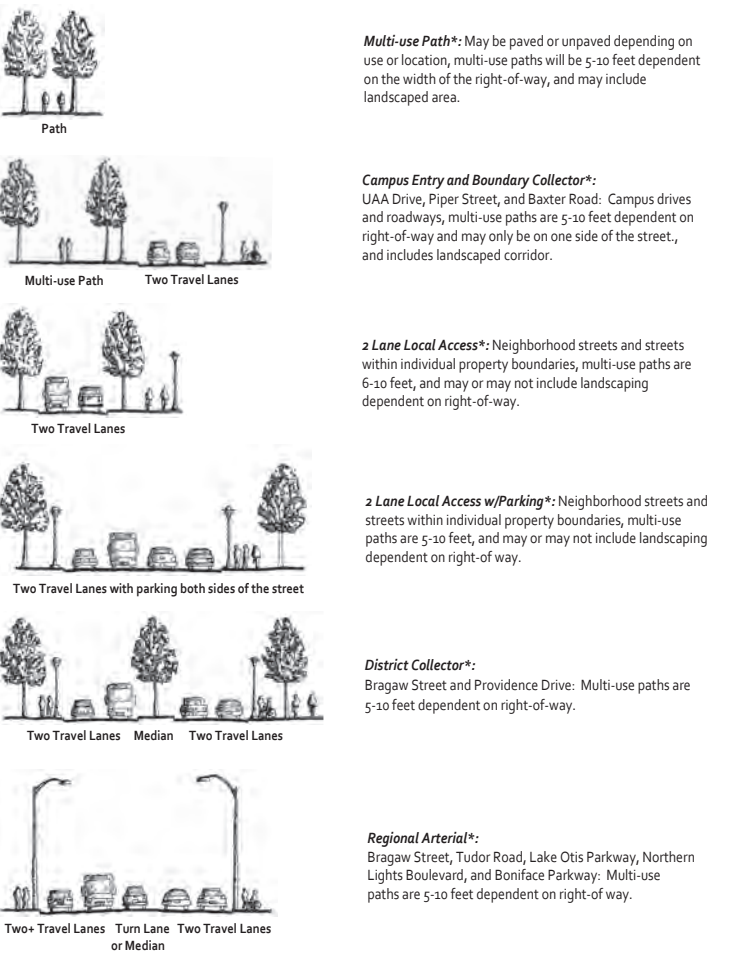 Multi-use Path*: May be paved or unpaved depending on
use or location, multi-use paths will be 5-10 feet dependent
on the width of the right-of-way, and may include
landscaped area.
Path
Campus Entry and Boundary Collector*:
UAA Drive, Piper Street, and Baxter Road: Campus drives
and roadways, multi-use paths are 5-10 feet dependent on
right-of-way and may only be on one side of the street.,
and includes landscaped corridor.
Multi-use Path Two Travel Lanes
2 Lane Local Access*: Neighborhood streets and streets
within individual property boundaries, multi-use paths are
6-10 feet, and may or may not include landscaping
dependent on right-of-way.
Two Travel Lanes
2 Lane Local Access w/Parking*: Neighborhood streets and
streets within individual property boundaries, multi-use
paths are 5-10 feet, and may or may not include landscaping
dependent on right-of way.
Two Travel Lanes with parking both sides of the street
District Collector*:
Bragaw Street and Providence Drive: Multi-use paths are
5-10 feet dependent on right-of-way.
Two Travel Lanes Median Two Travel Lanes
Regional Arterial*:
Bragaw Street, Tudor Road, Lake Otis Parkway, Northern
Lights Boulevard, and Boniface Parkway: Multi-use
paths are 5-10 feet dependent on right-of way.
Two+ Travel Lanes Turn Lane Two Travel Lanes
or Median